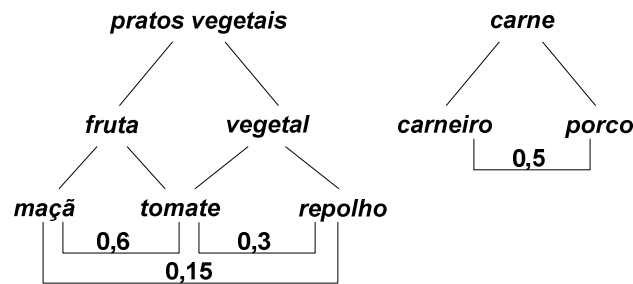 pratos vegetais carne
fruta vegetal carneiro porco
0,5
maçã tomate repolho
0,6 0,3
0,15